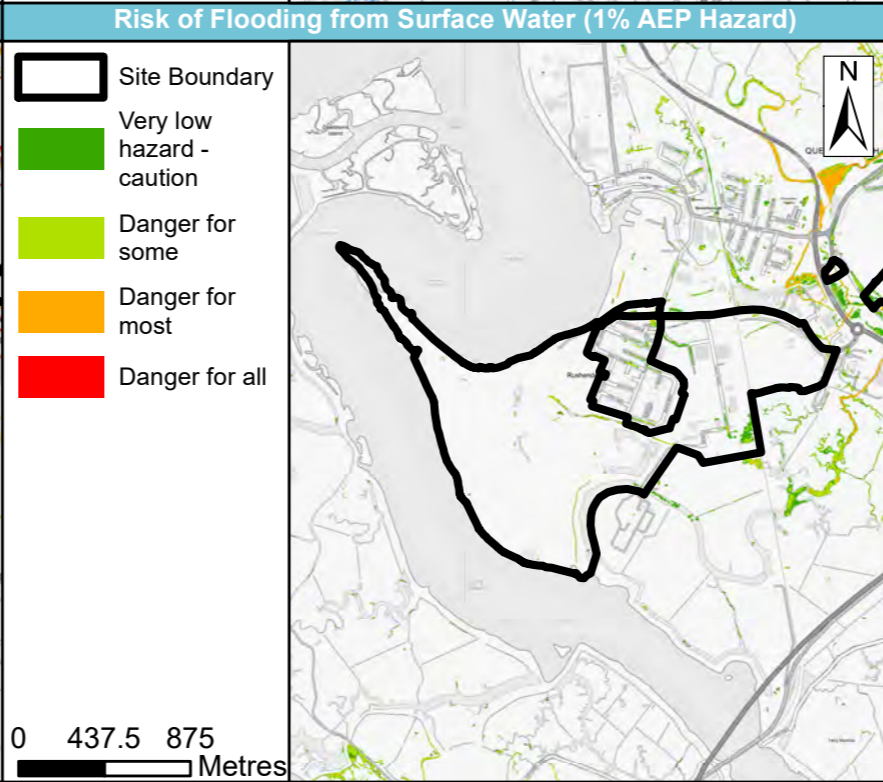 Risk of Flooding from Surface Water (1% AEP Hazard)
Site Boundary
Very low
hazard -
caution
Danger for
some
Danger for
most
Danger for all
0 437.5 875
Metres
N